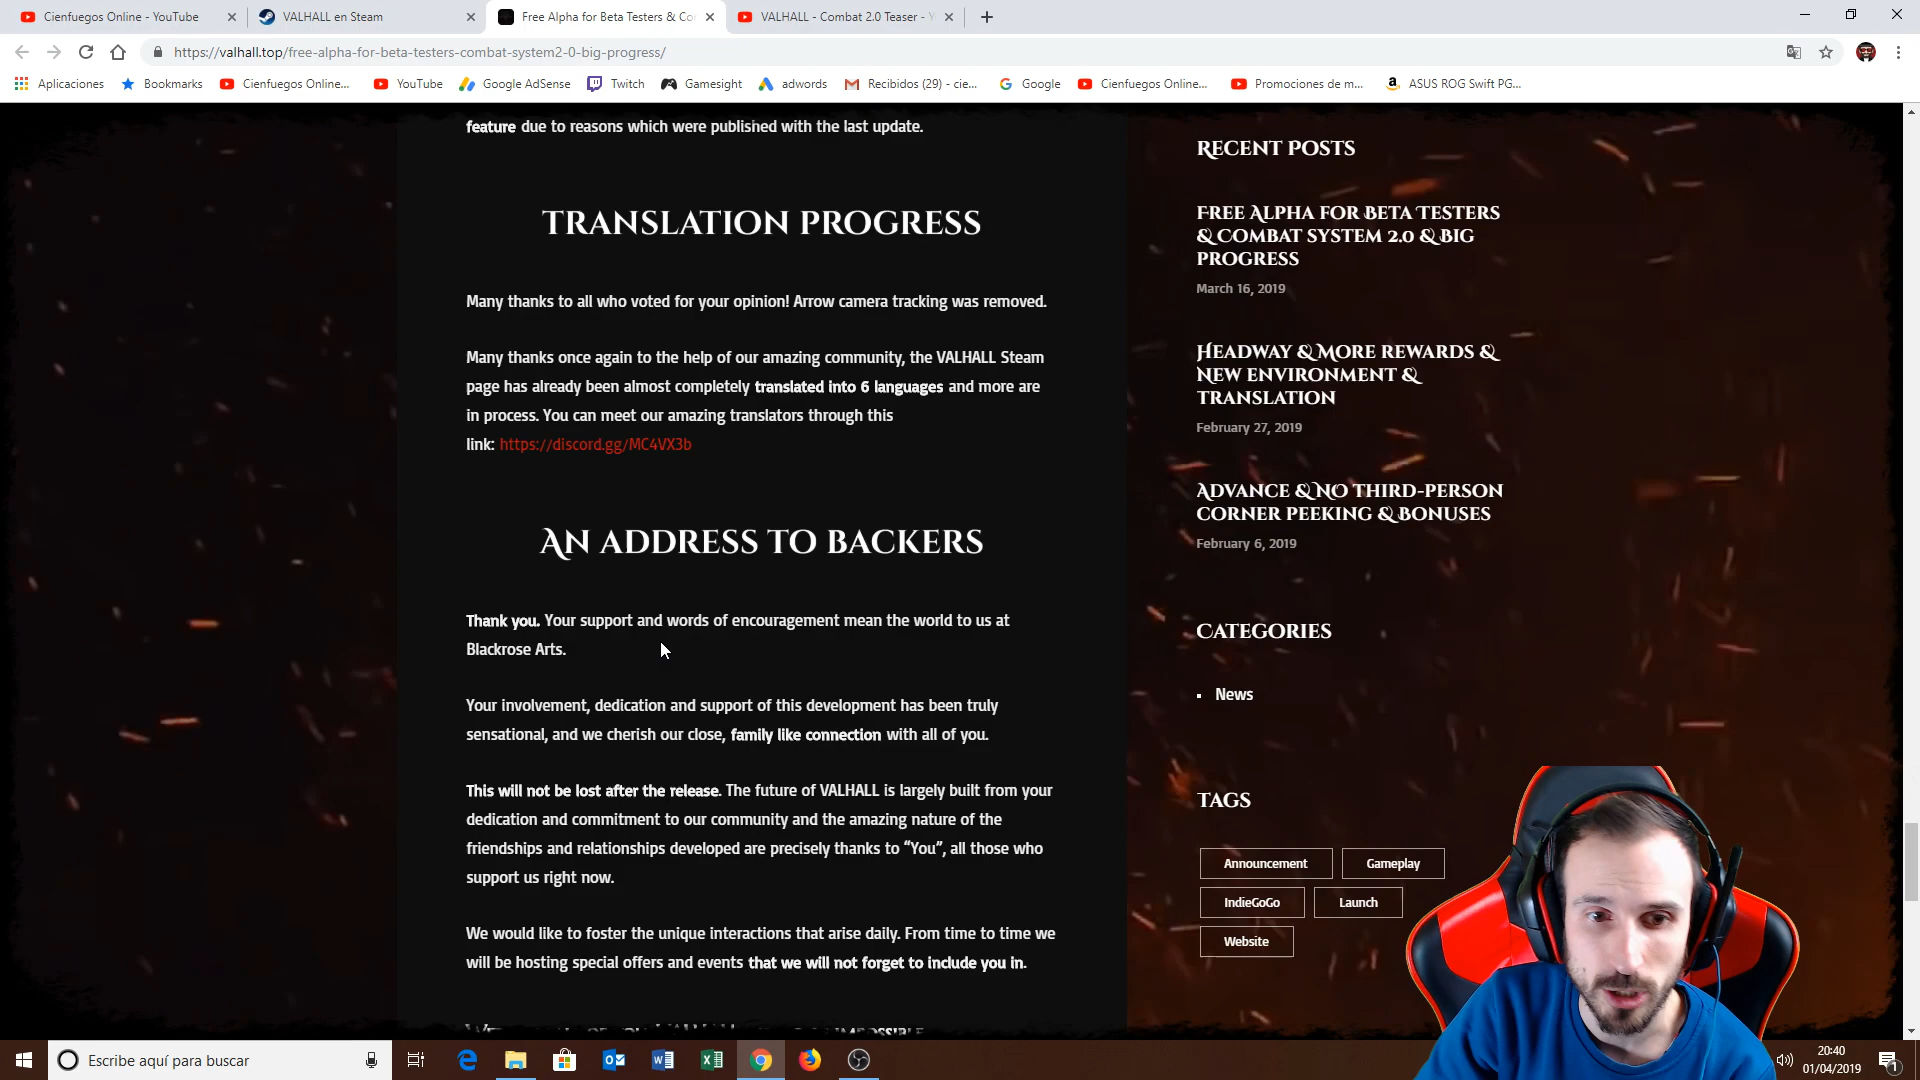 Cienfuegos Online - YouTube
VALHALL en Steam
Free Alpha for Beta Testers & Co
VALHALL - Combat 2.0 Teaser - Y
https://valhall.top/free-alpha-for-beta-testers-combat-system2-0-big-progress/
Aplicaciones
Bookmarks
Cienfuegos Online...
YouTube
Google AdSense
Twitch
Gamesight
adwords
Recibidos (29) - cie...
Google
Cienfuegos Online...
Promociones de m...
ASUS ROG Swift PG...
feature due to reasons which were published with the last update.
TRANSLATION PROGRESS
Many thanks to all who voted for your opinion! Arrow camera tracking was removed.
Many thanks once again to the help of our amazing community, the VALHALL Steam
page has already been almost completely translated into 6 languages and more are
in process. You can meet our amazing translators through this
link: https://discord.gg/MC4VX3b
AN ADDRESS TO BACKERS
Thank you. Your support and words of encouragement mean the world to us at
Blackrose Arts.
Your involvement, dedication and support of this development has been truly
sensational, and we cherish our close, family like connection with all of you.
This will not be lost after the release. The future of VALHALL is largely built from your
dedication and commitment to our community and the amazing nature of the
friendships and relationships developed are precisely thanks to “You”, all those who
support us right now.
We would like to foster the unique interactions that arise daily. From time to time we
will be hosting special offers and events that we will not forget to include you in.
RECENT POSTS
FREE ALPHA FOR BETA TESTERS
& COMBAT SYSTEM 2.0 & BIG
PROGRESS
March 16, 2019
HEADWAY & MORE REWARDS &
NEW ENVIRONMENT &
TRANSLATION
February 27, 2019
ADVANCE & NO THIRD-PERSON
CORNER PEEKING & BONUSES
February 6, 2019
CATEGORIES
News
TAGS
Announcement
Gameplay
IndieGoGo
Launch
Website
Escribe aquí para buscar
20:40
01/04/2019
1